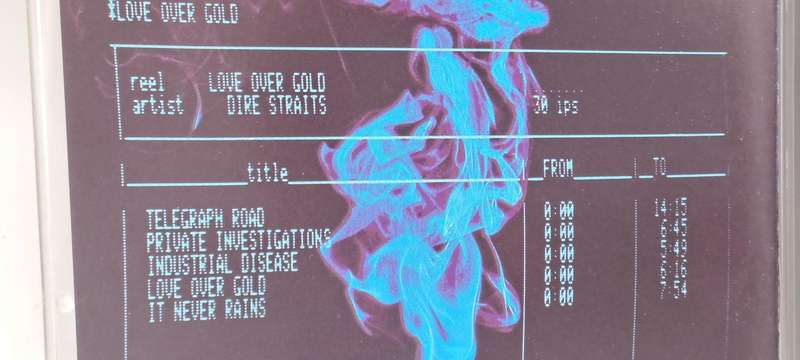 *LOVE OVER GOLD
reel LOVE OVER GOLD
artist DIRE STRAITS 30 ips
title FROM TO
TELEGRAPH ROAD 0:00 14:15
PRIVATE INVESTIGATIONS 0:00 6:45
INDUSTRIAL DISEASE 0:00 5:49
LOVE OVER GOLD 0:00 6:16
IT NEVER RAINS 0:00 7:54